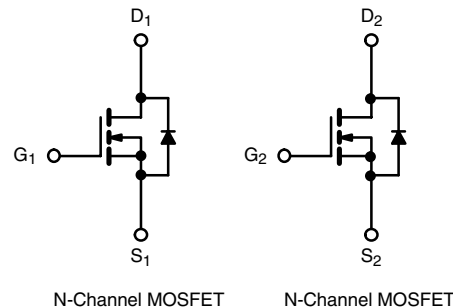 D1 D2
G1 G2
S1 S2
N-Channel MOSFET N-Channel MOSFET